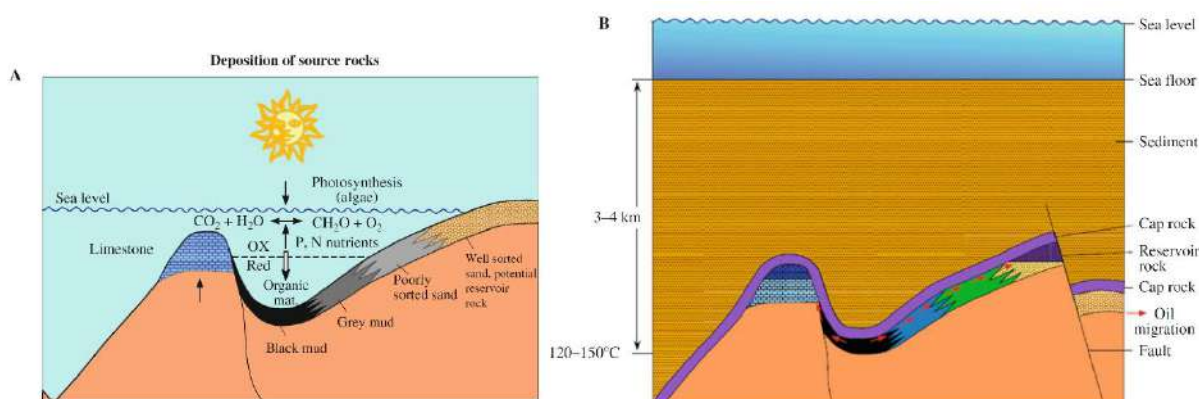 A
Deposition of source rocks
Photosynthesis
(algae)
Sea level
CO2 + H2O
CH2O + O2
Limestone
OX
P, N nutrients
Red
Organic
mat.
Well sorted
sand, potential
reservoir
rock
Poorly
sorted sand
Grey mud
Black mud
B
Sea level
Sea floor
Sediment
3–4 km
Cap rock
Reservoir
rock
Cap rock
Oil
migration
120–150°C
Fault